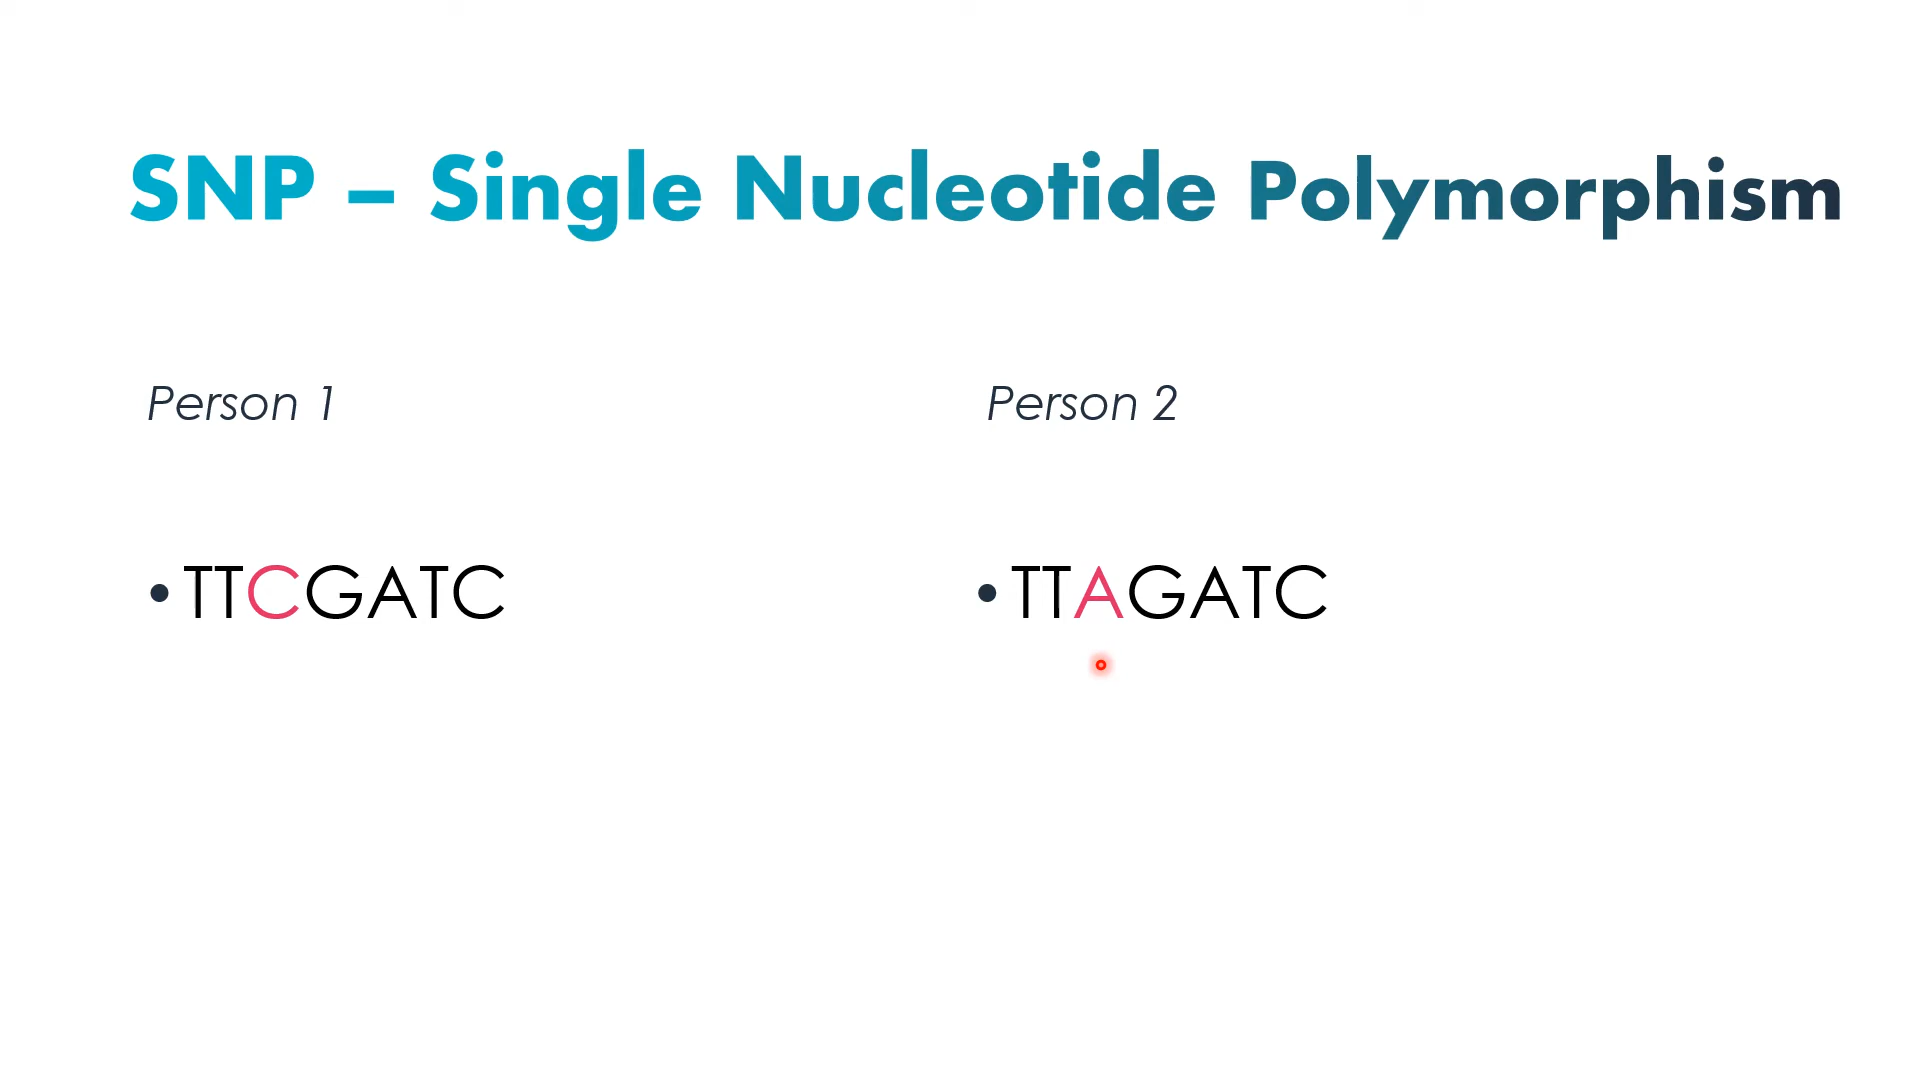 SNP – Single Nucleotide Polymorphism
Person 1
Person 2
• TTCGATC
• TTAGATC